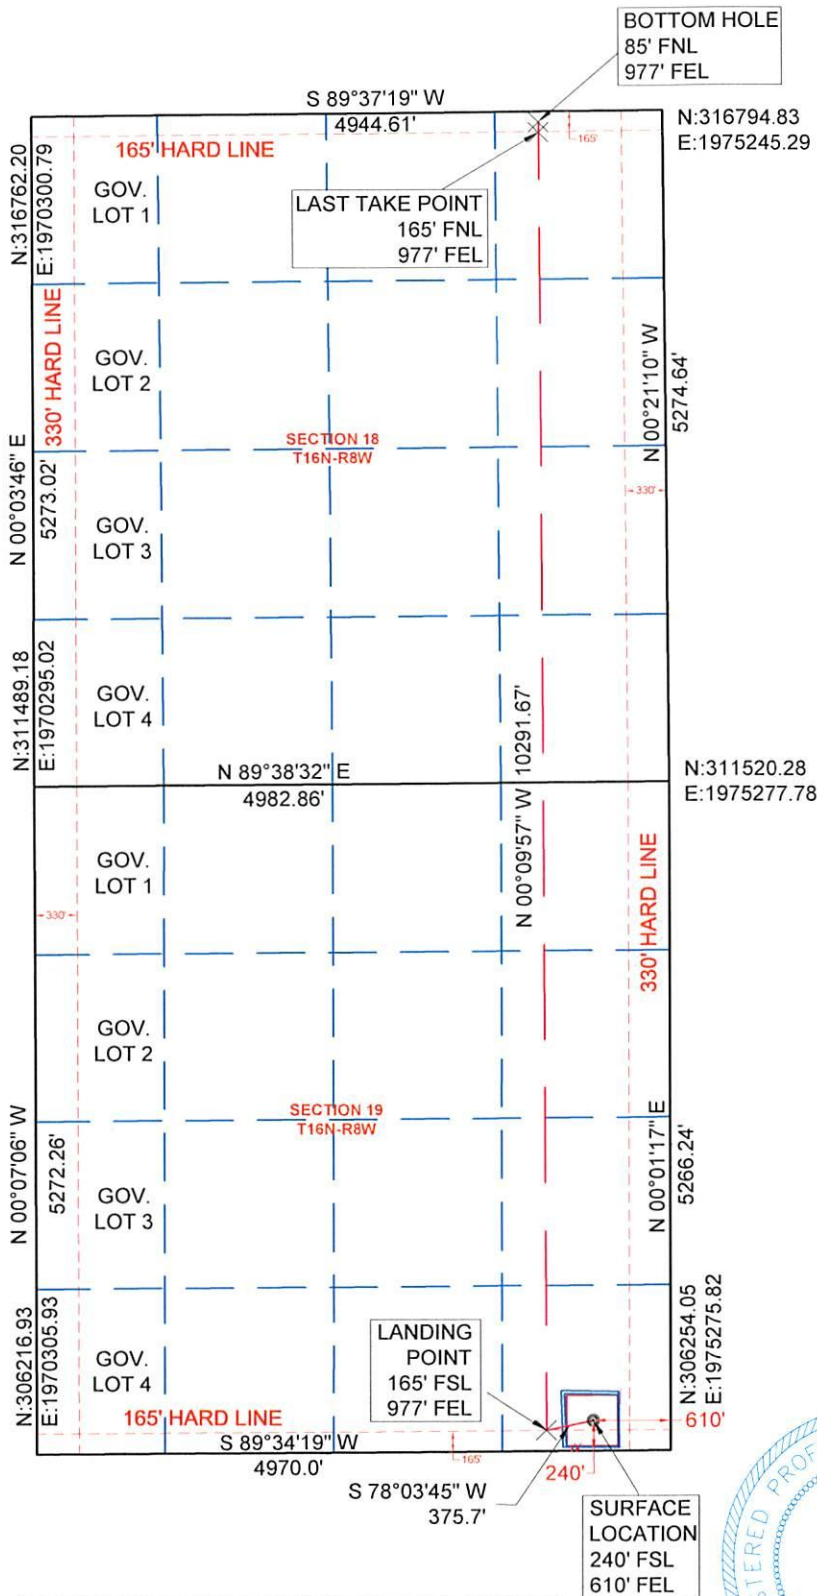 BOTTOM HOLE
85' FNL
977' FEL
S 89°37'19" W
4944.61'
N:316794.83
E:1975245.29
165' HARD LINE
165'
N:316762.20
E:1970300.79
GOV.
LOT 1
LAST TAKE POINT
165' FNL
977' FEL
330' HARD LINE
GOV.
LOT 2
N 00°21'10" W
5274.64'
SECTION 18
T16N-R8W
N 00°03'46" E
5273.02'
330'
GOV.
LOT 3
N:311489.18
E:1970295.02
GOV.
LOT 4
N 00°09'57" W 10291.67'
N 89°38'32" E
4982.86'
N:311520.28
E:1975277.78
GOV.
LOT 1
330'
330' HARD LINE
GOV.
LOT 2
SECTION 19
T16N-R8W
N 00°07'06" W
5272.26'
N 00°01'17" E
5266.24'
GOV.
LOT 3
N:306216.93
E:1970305.93
GOV.
LOT 4
LANDING
POINT
165' FSL
977' FEL
N:306254.05
E:1975275.82
165' HARD LINE
610'
S 89°34'19" W
4970.0'
165'
240'
S 78°03'45" W
375.7'
SURFACE
LOCATION
240' FSL
610' FEL